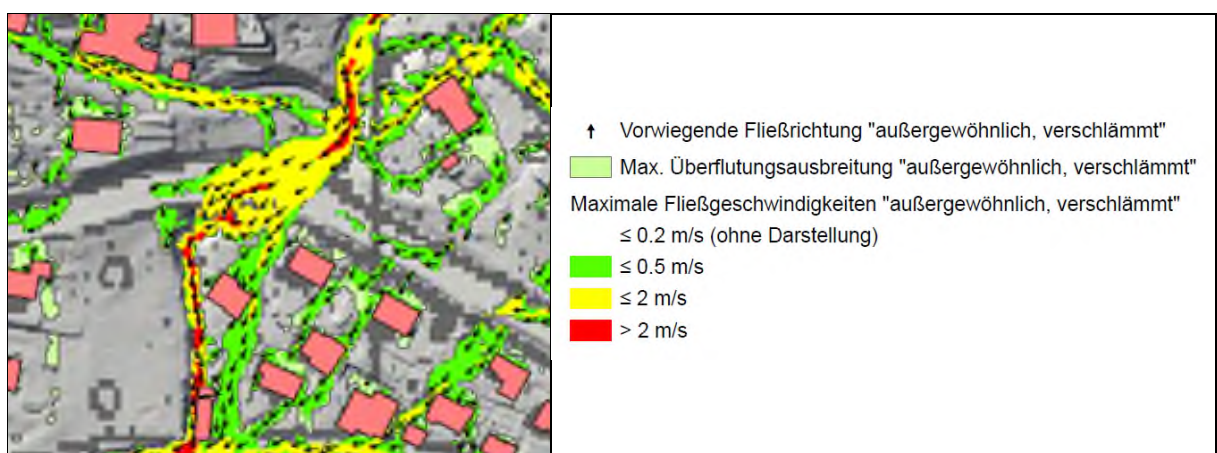 Vorwiegende Fließrichtung "außergewöhnlich, verschlämmt"
Max. Überflutungsausbreitung "außergewöhnlich, verschlämmt"
Maximale Fließgeschwindigkeiten "außergewöhnlich, verschlämmt"
≤ 0.2 m/s (ohne Darstellung)
≤ 0.5 m/s
≤ 2 m/s
> 2 m/s